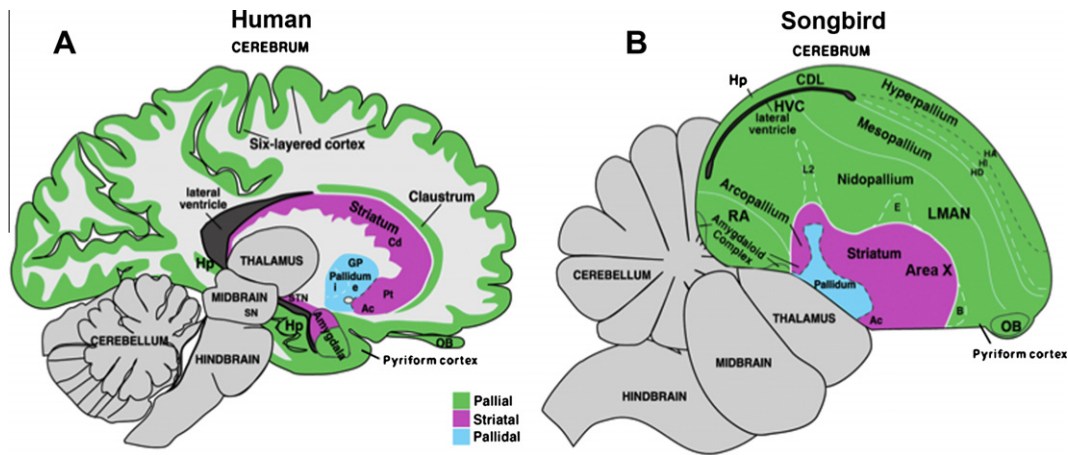 Human
A
CEREBRUM
Six-layered cortex
lateral
ventricle
Claustrum
Striatum
Cd
Hp
THALAMUS
GP
Pallidum
i e
Pt
MIDBRAIN
STN
SN
Ac
Hp
Amygdala
CEREBELLUM
HINDBRAIN
OB
Pyriform cortex
Pallial
Striatal
Pallidal
Songbird
B
CEREBRUM
Hp
CDL
Hyperpallium
HVC
lateral
ventricle
Mesopallium
HA
HI
HD
L2
Nidopallium
E
Arcopallium
LMAN
RA
Amygdaloid
Complex
Striatum
Area X
CEREBELLUM
Pallidum
Ac
B
OB
THALAMUS
Pyriform cortex
MIDBRAIN
HINDBRAIN